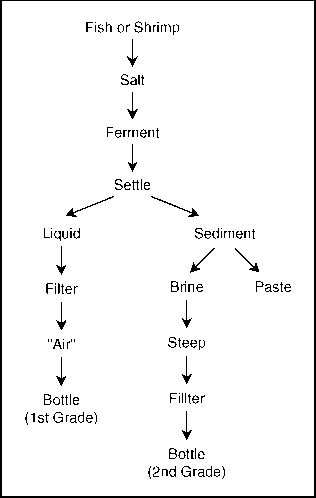 Fish or Shrimp
Salt
Ferment
Settle
Liquid
Sediment
Filter
Brine
Paste
"Air"
Steep
Bottle
(1st Grade)
Fillter
Bottle
(2nd Grade)